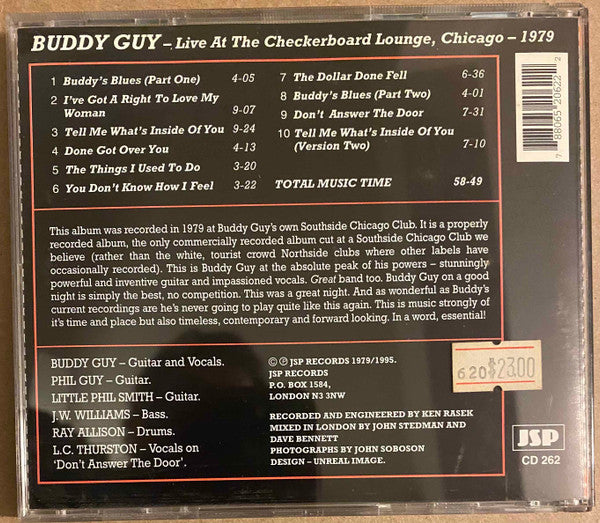 BUDDY GUY – Live At The Checkerboard Lounge, Chicago – 1979
1 Buddy's Blues (Part One) 4-05
2 I've Got A Right To Love My
Woman 9-07
3 Tell Me What's Inside Of You 9-24
4 Done Got Over You 4-13
5 The Things I Used To Do 3-20
6 You Don't Know How I Feel 3-22
7 The Dollar Done Fell 6-36
8 Buddy's Blues (Part Two) 4-01
9 Don't Answer The Door 7-31
10 Tell Me What's Inside Of You
(Version Two) 7-10
TOTAL MUSIC TIME 58-49
7 88065 20622 2
This album was recorded in 1979 at Buddy Guy's own Southside Chicago Club. It is a properly
recorded album, the only commercially recorded album cut at a Southside Chicago Club we
believe (rather than the white, tourist crowd Northside clubs where other labels have
occasionally recorded). This is Buddy Guy at the absolute peak of his powers – stunningly
powerful and inventive guitar and impassioned vocals. Great band too. Buddy Guy on a good
night is simply the best, no competition. This was a great night. And as wonderful as Buddy's
current recordings are he's never going to play quite like this again. This is music strongly of
it's time and place but also timeless, contemporary and forward looking. In a word, essential!
BUDDY GUY – Guitar and Vocals.
PHIL GUY – Guitar.
LITTLE PHIL SMITH – Guitar.
J.W. WILLIAMS – Bass.
RAY ALLISON – Drums.
L.C. THURSTON – Vocals on
'Don't Answer The Door'.
© ℗ JSP RECORDS 1979/1995.
JSP RECORDS
P.O. BOX 1584,
LONDON N3 3NW
RECORDED AND ENGINEERED BY KEN RASEK
MIXED IN LONDON BY JOHN STEDMAN AND
DAVE BENNETT
PHOTOGRAPHS BY JOHN SOBOSON
DESIGN – UNREAL IMAGE.
620 $23.00
JSP
CD 262